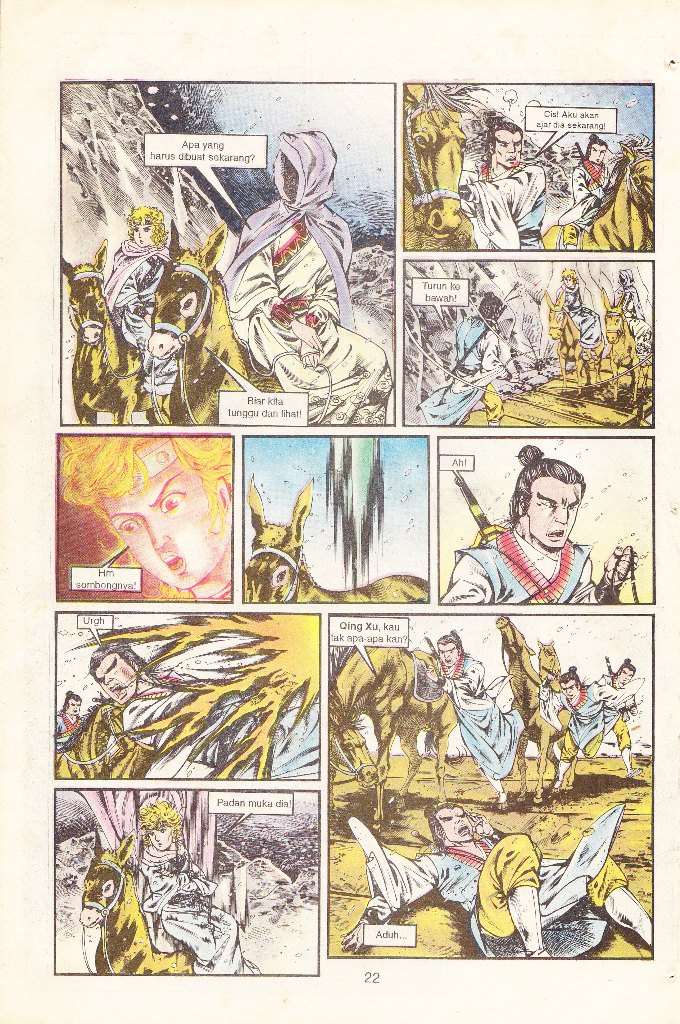 Apa yang
harus dibuat sekarang?
Biar kita
tunggu dan lihat!
Cis! Aku akan
ajar dia sekarang!
Turun ke
bawah!
Hm
sombongnya!
Ah!
Urgh
Qing Xu, kau
tak apa-apa kan?
Padan muka dia!
Aduh...
22